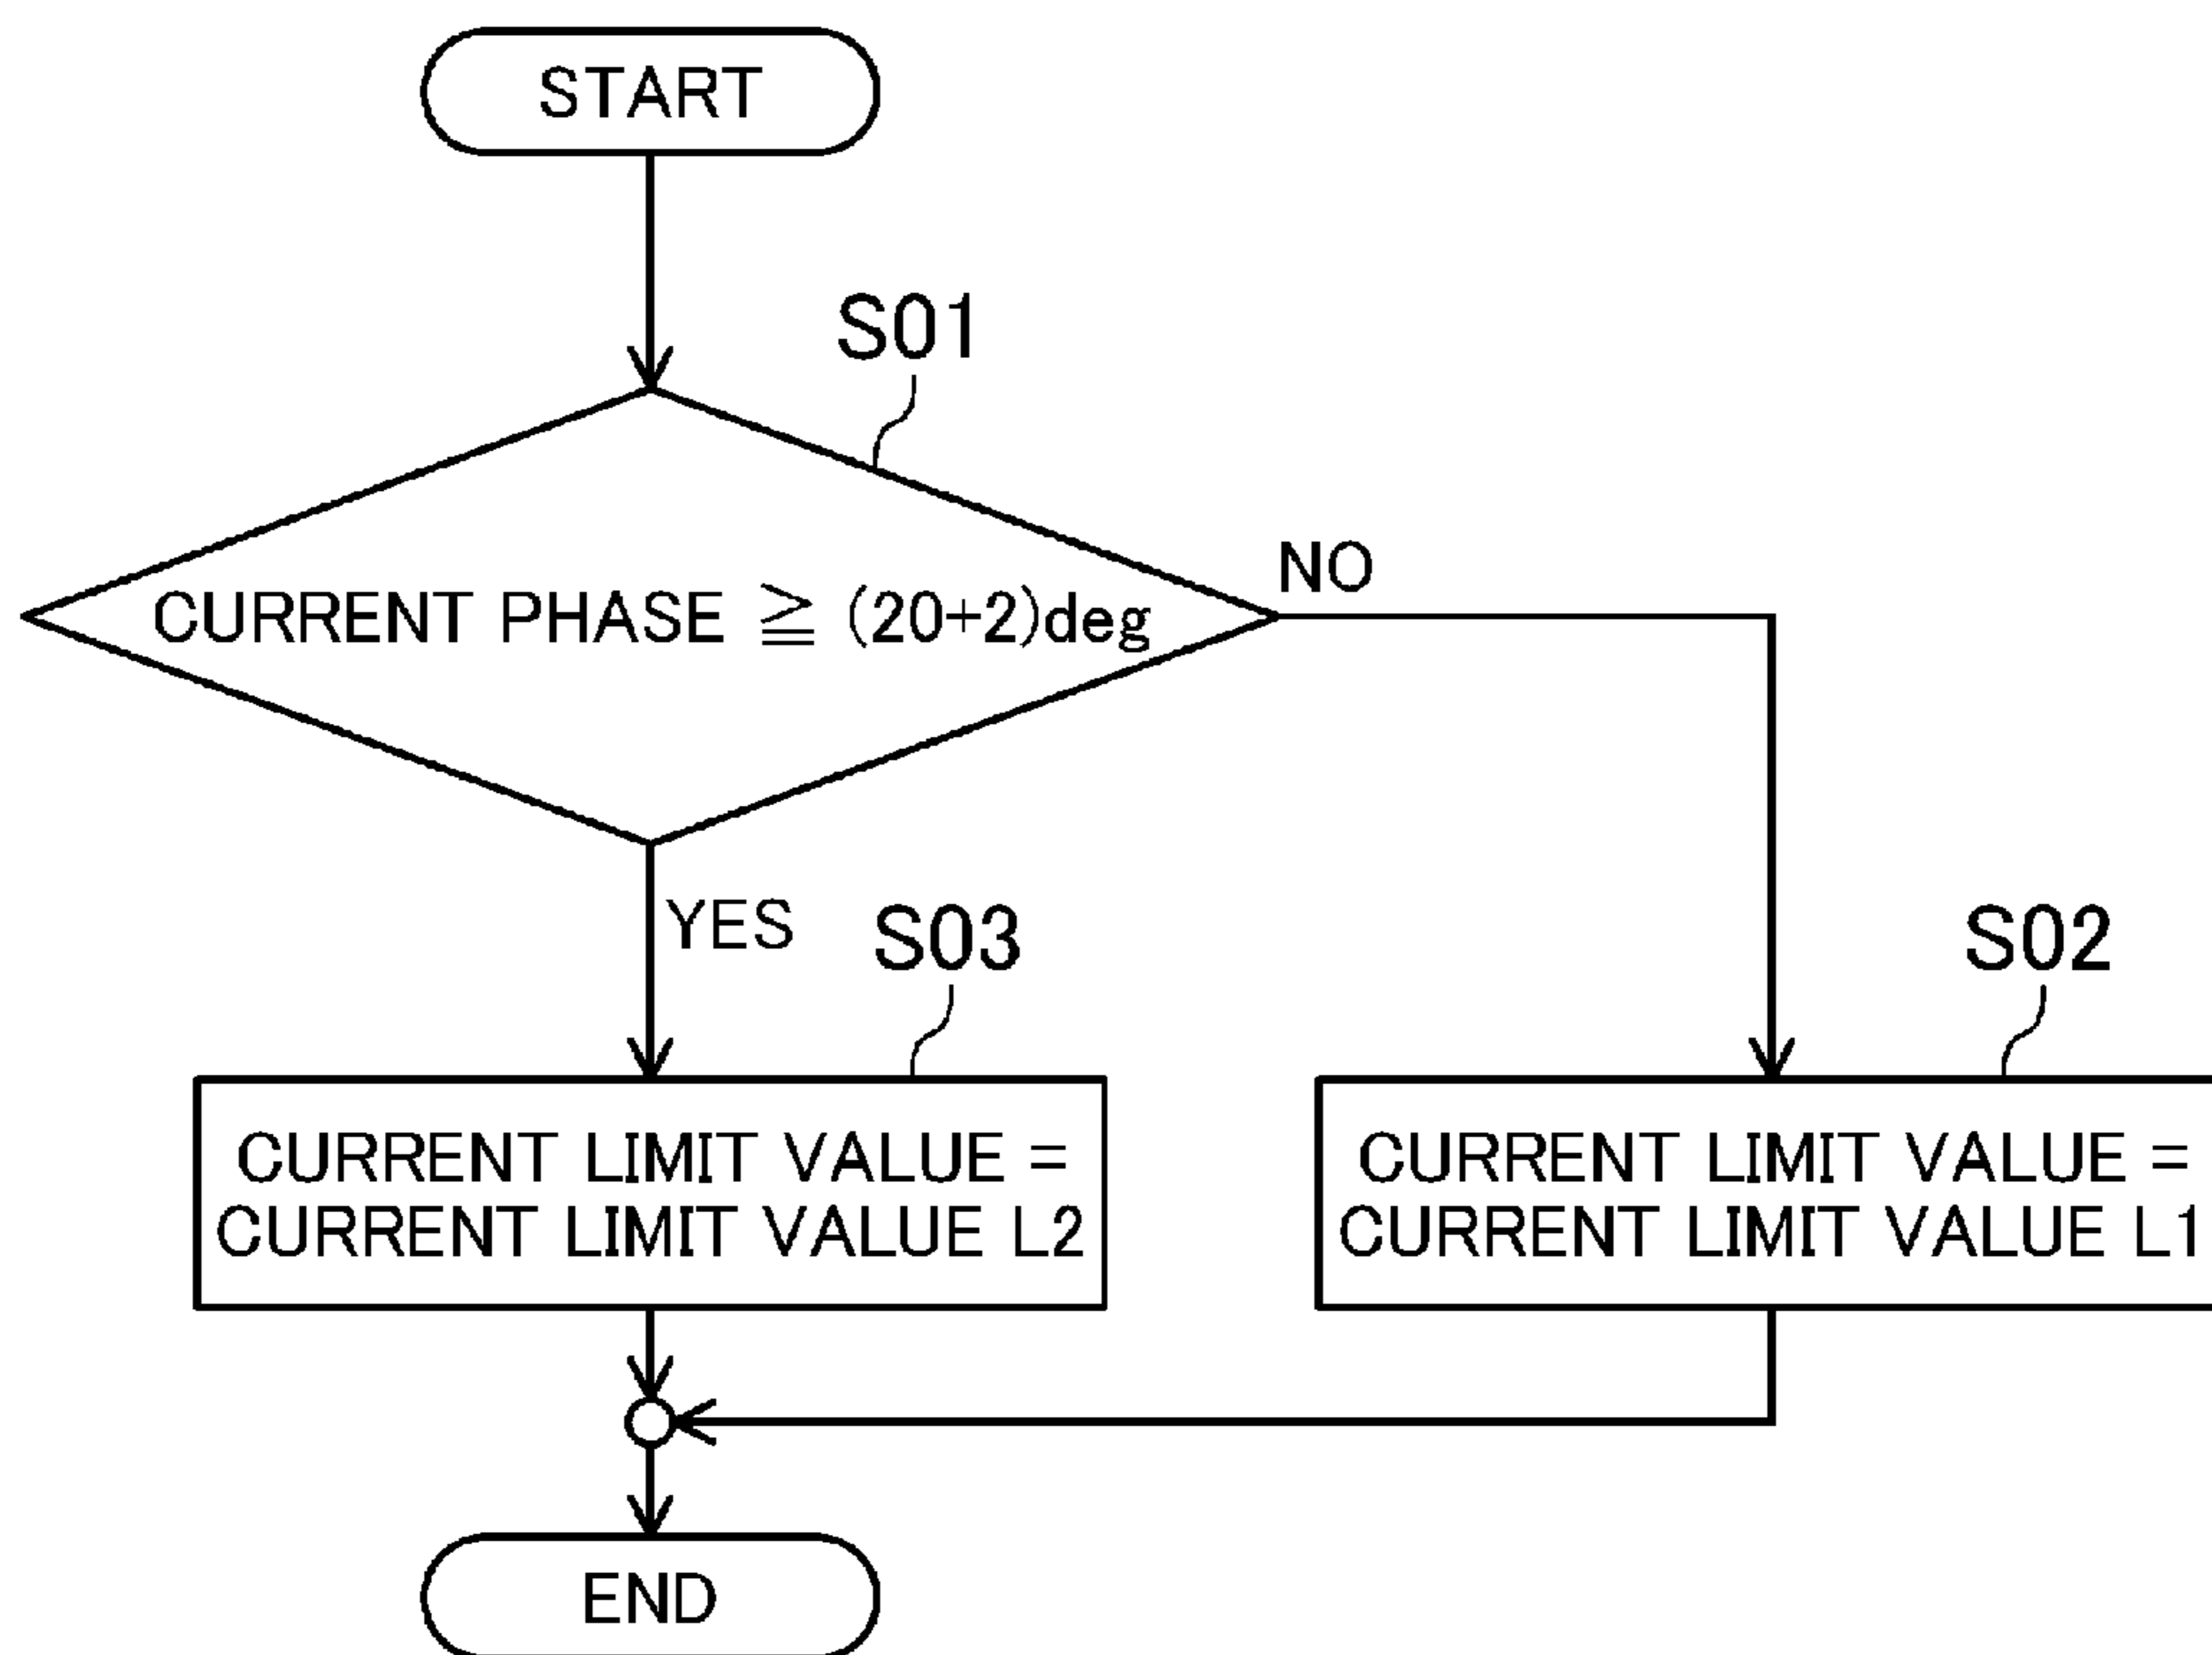 START
S01
CURRENT PHASE ≧ (20+2)deg
NO
YES
S03
S02
CURRENT LIMIT VALUE =
CURRENT LIMIT VALUE L2
CURRENT LIMIT VALUE =
CURRENT LIMIT VALUE L1
END